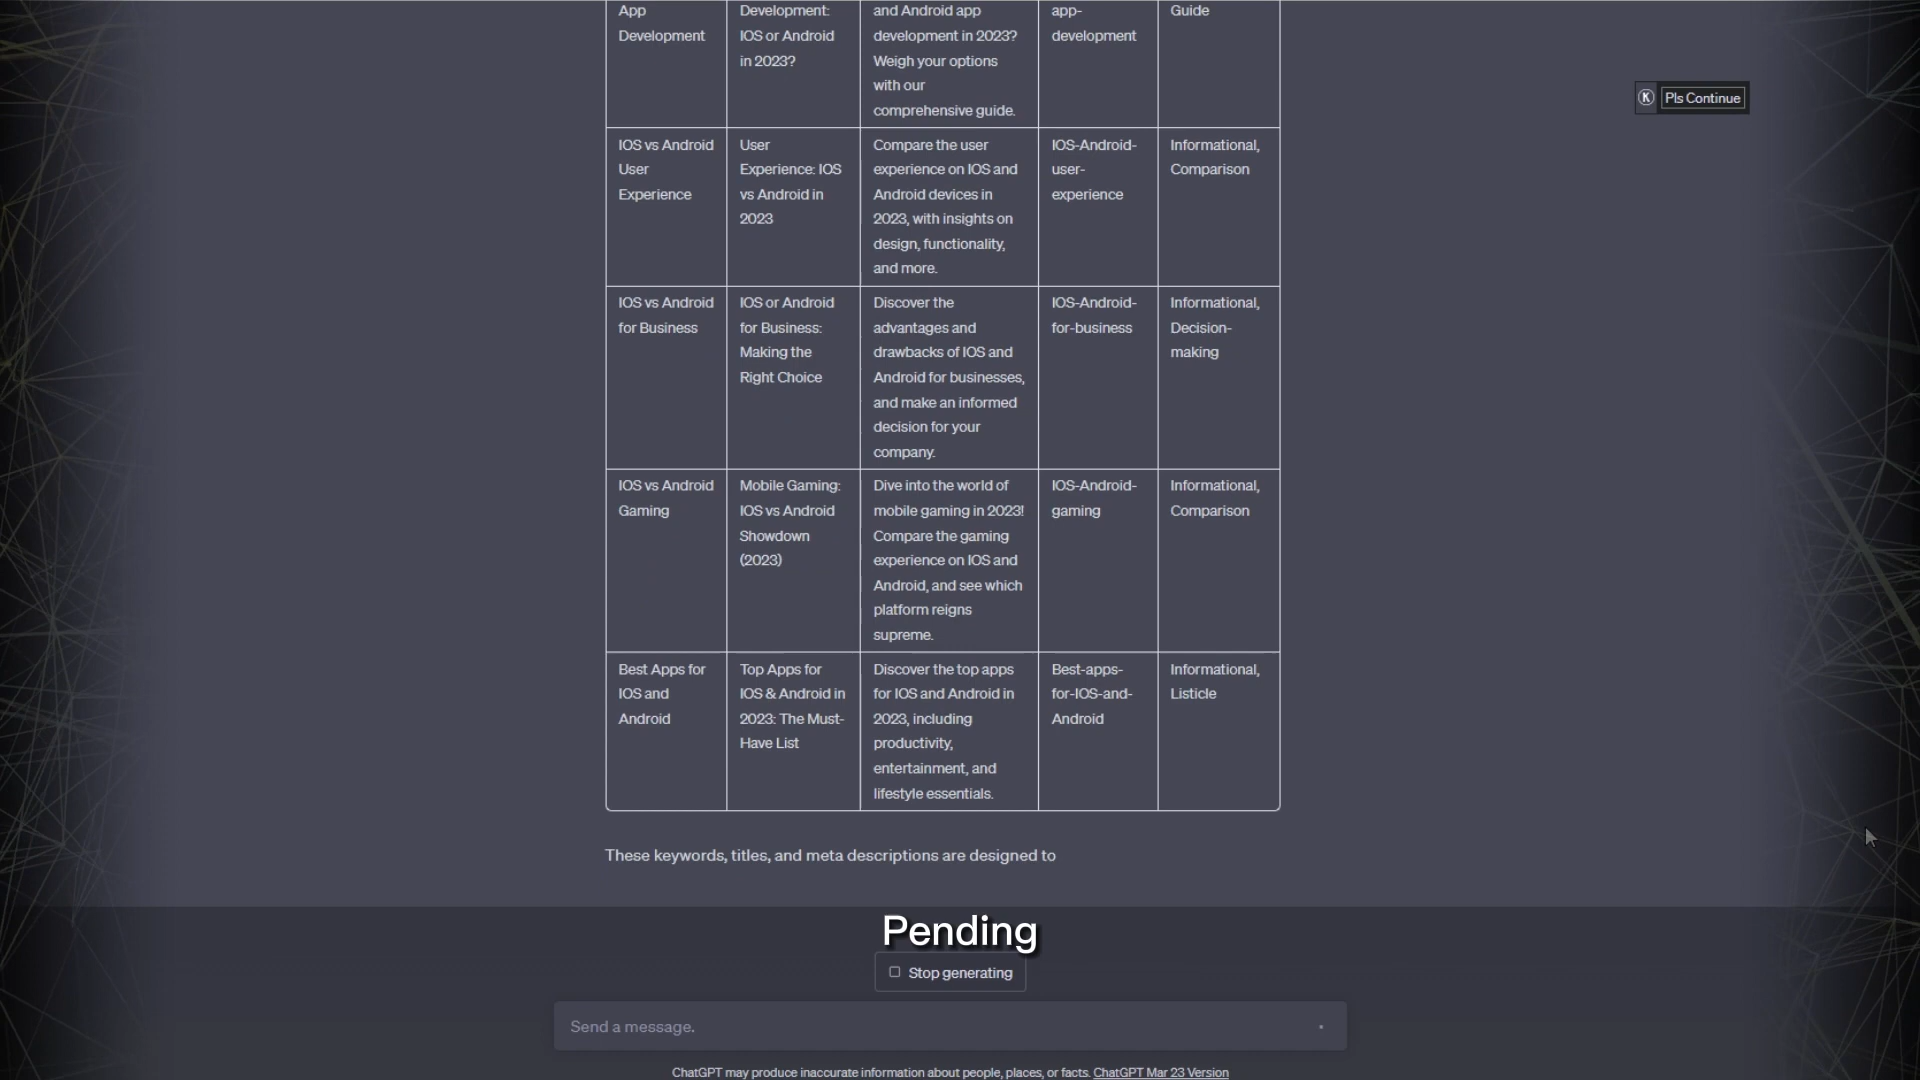 App
Development
Development:
IOS or Android
in 2023?
and Android app
development in 2023?
Weigh your options
with our
comprehensive guide.
app-
development
Guide
K Pls Continue
IOS vs Android
User
Experience
User
Experience: IOS
vs Android in
2023
Compare the user
experience on IOS and
Android devices in
2023, with insights on
design, functionality,
and more.
IOS-Android-
user-
experience
Informational,
Comparison
IOS vs Android
for Business
IOS or Android
for Business:
Making the
Right Choice
Discover the
advantages and
drawbacks of IOS and
Android for businesses,
and make an informed
decision for your
company.
IOS-Android-
for-business
Informational,
Decision-
making
IOS vs Android
Gaming
Mobile Gaming:
IOS vs Android
Showdown
(2023)
Dive into the world of
mobile gaming in 2023!
Compare the gaming
experience on IOS and
Android, and see which
platform reigns
supreme.
IOS-Android-
gaming
Informational,
Comparison
Best Apps for
IOS and
Android
Top Apps for
IOS & Android in
2023: The Must-
Have List
Discover the top apps
for IOS and Android in
2023, including
productivity,
entertainment, and
lifestyle essentials.
Best-apps-
for-IOS-and-
Android
Informational,
Listicle
These keywords, titles, and meta descriptions are designed to
Pending
Stop generating
Send a message.
ChatGPT may produce inaccurate information about people, places, or facts. ChatGPT Mar 23 Version